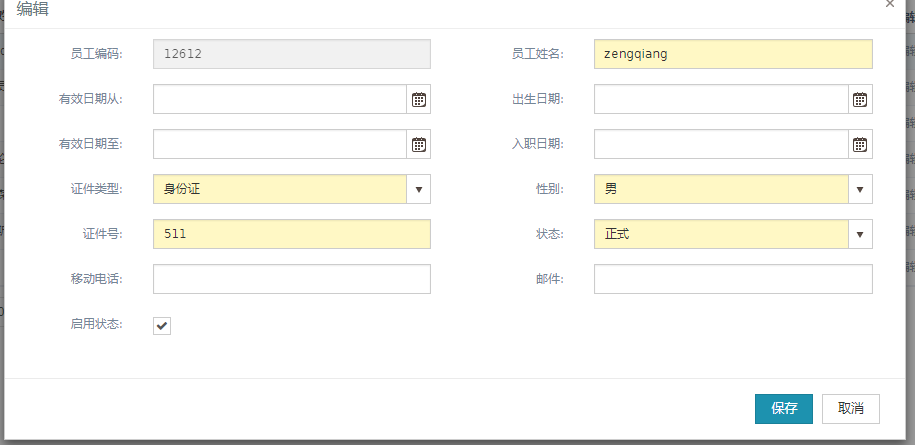 编辑
员工编码: 12612 员工姓名: zengqiang
有效日期从: 出生日期:
有效日期至: 入职日期:
证件类型: 身份证 性别: 男
证件号: 511 状态: 正式
移动电话: 邮件:
启用状态:
保存 取消